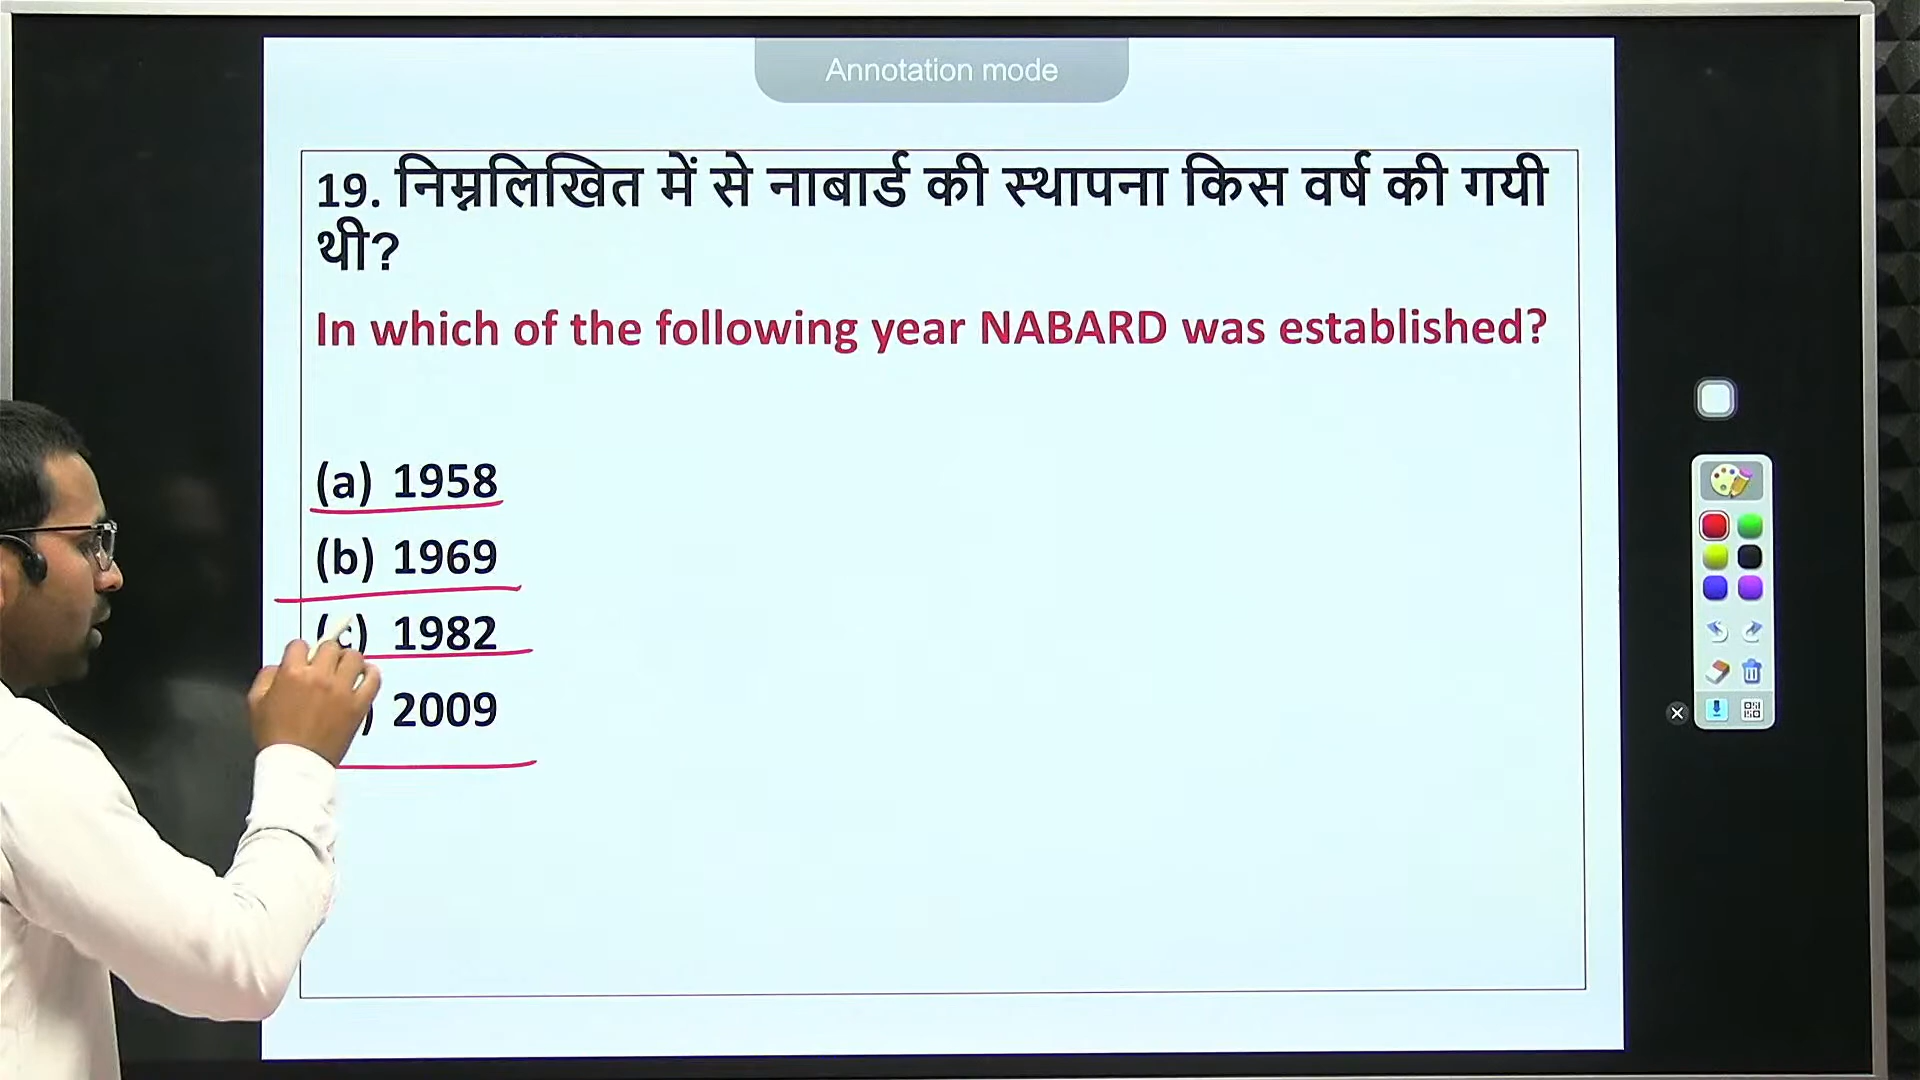 Annotation mode
19. निम्नलिखित में से नाबार्ड की स्थापना किस वर्ष की गयी
थी?
In which of the following year NABARD was established?
(a) 1958
(b) 1969
(c) 1982
) 2009